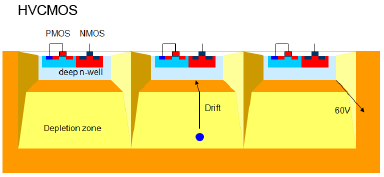 HVCMOS
PMOS NMOS
deep n-well
Drift
60V
Depletion zone